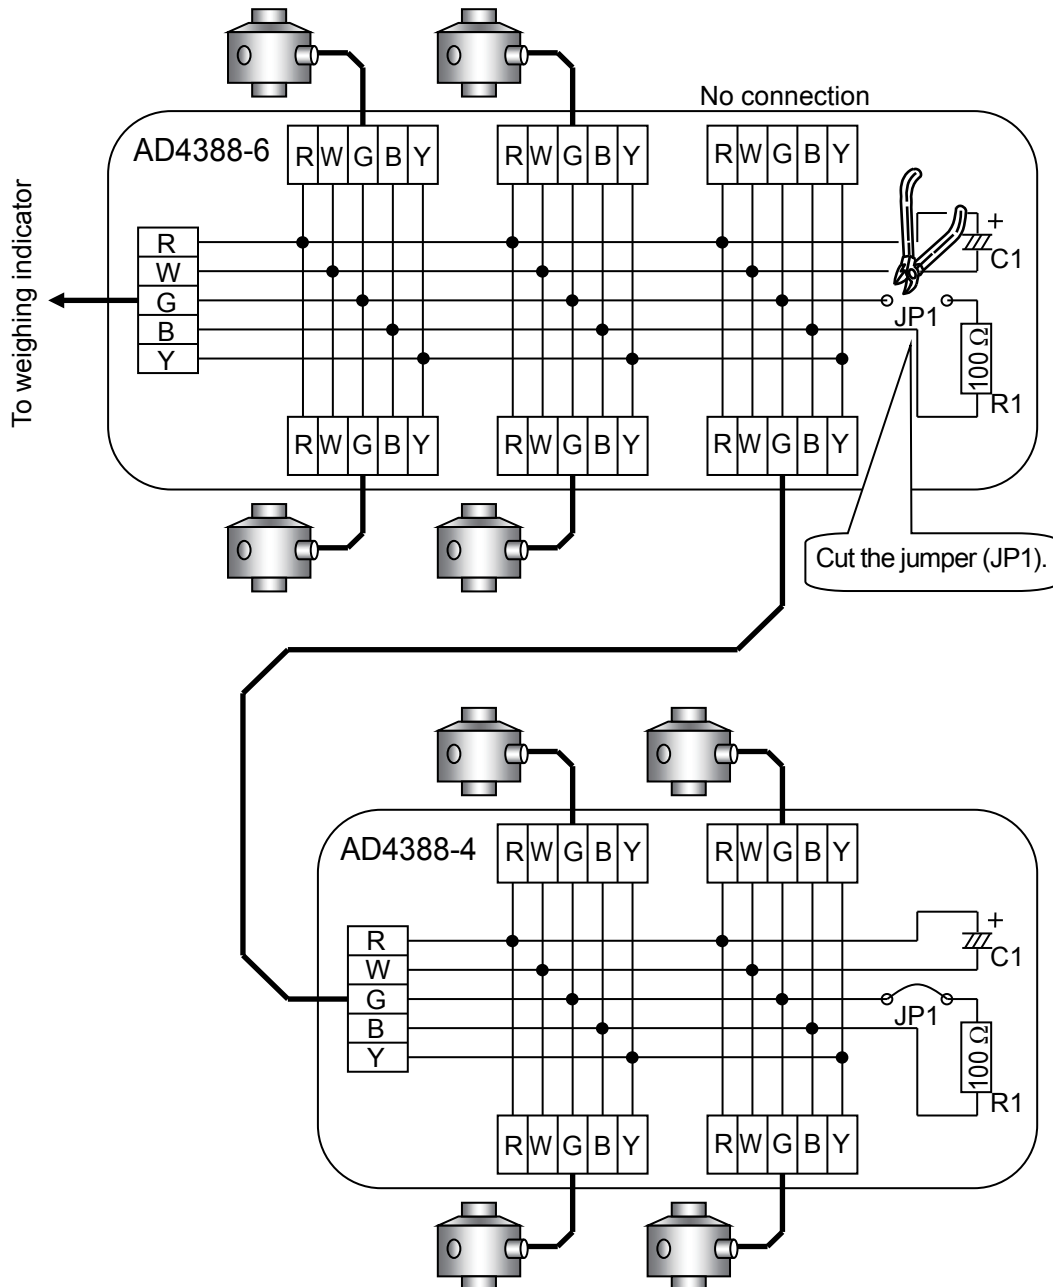 No connection
AD4388-6
R W G B Y
R W G B Y
R W G B Y
To weighing indicator
R
W
G
B
Y
+
C1
JP1
100 Ω
R1
R W G B Y
R W G B Y
R W G B Y
Cut the jumper (JP1).
AD4388-4
R W G B Y
R W G B Y
R
W
G
B
Y
+
C1
JP1
100 Ω
R1
R W G B Y
R W G B Y